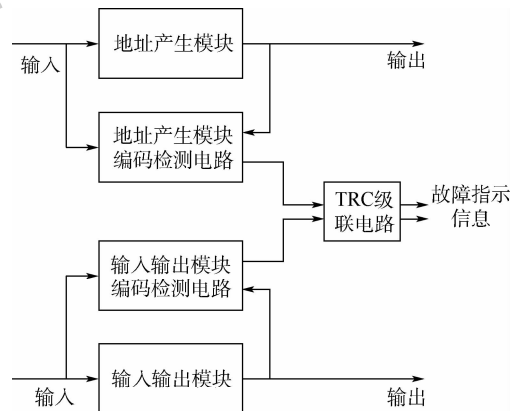 地址产生模块
输入
输出
地址产生模块
编码检测电路
TRC级
联电路
故障指示
信息
输入输出模块
编码检测电路
输入输出模块
输入
输出